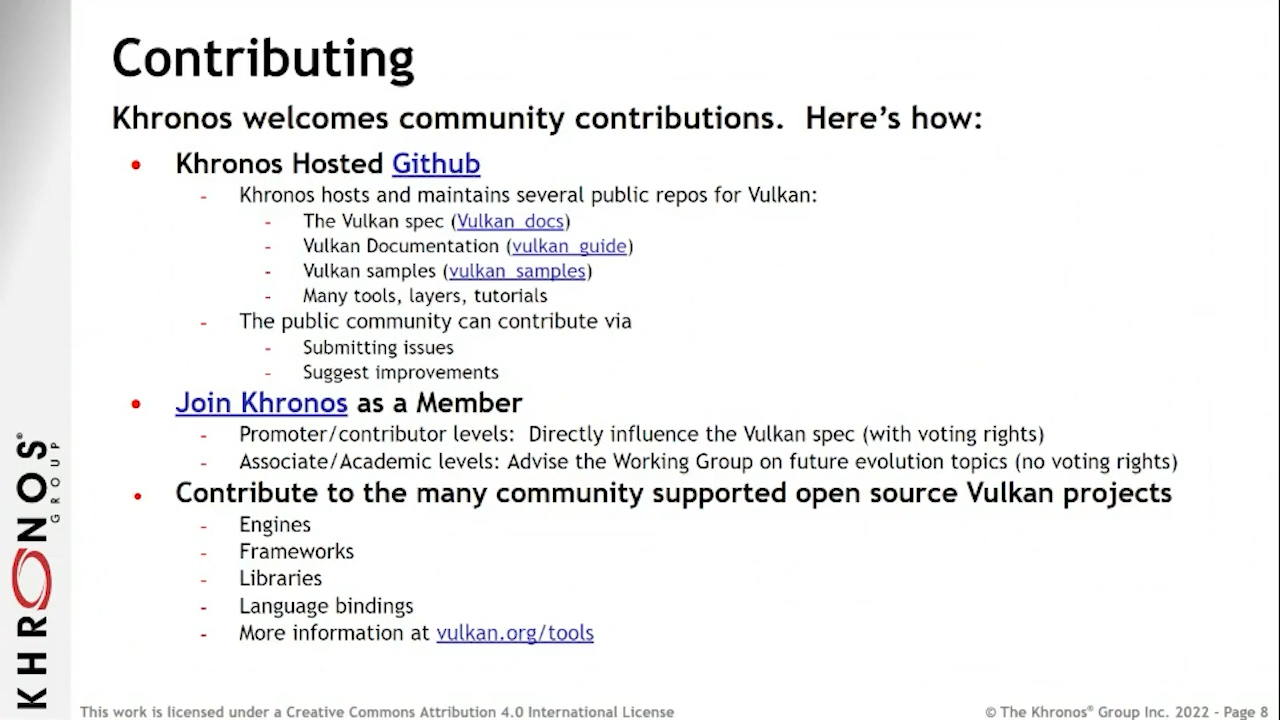 Contributing
Khronos welcomes community contributions.  Here's how:
• Khronos Hosted Github
- Khronos hosts and maintains several public repos for Vulkan:
- The Vulkan spec (Vulkan_docs)
- Vulkan Documentation (vulkan_guide)
- Vulkan samples (vulkan_samples)
- Many tools, layers, tutorials
- The public community can contribute via
- Submitting issues
- Suggest improvements
• Join Khronos as a Member
- Promoter/contributor levels:  Directly influence the Vulkan spec (with voting rights)
- Associate/Academic levels: Advise the Working Group on future evolution topics (no voting rights)
• Contribute to the many community supported open source Vulkan projects
- Engines
- Frameworks
- Libraries
- Language bindings
- More information at vulkan.org/tools
KHRONOS®
GROUP
This work is licensed under a Creative Commons Attribution 4.0 International License
© The Khronos® Group Inc. 2022 - Page 8